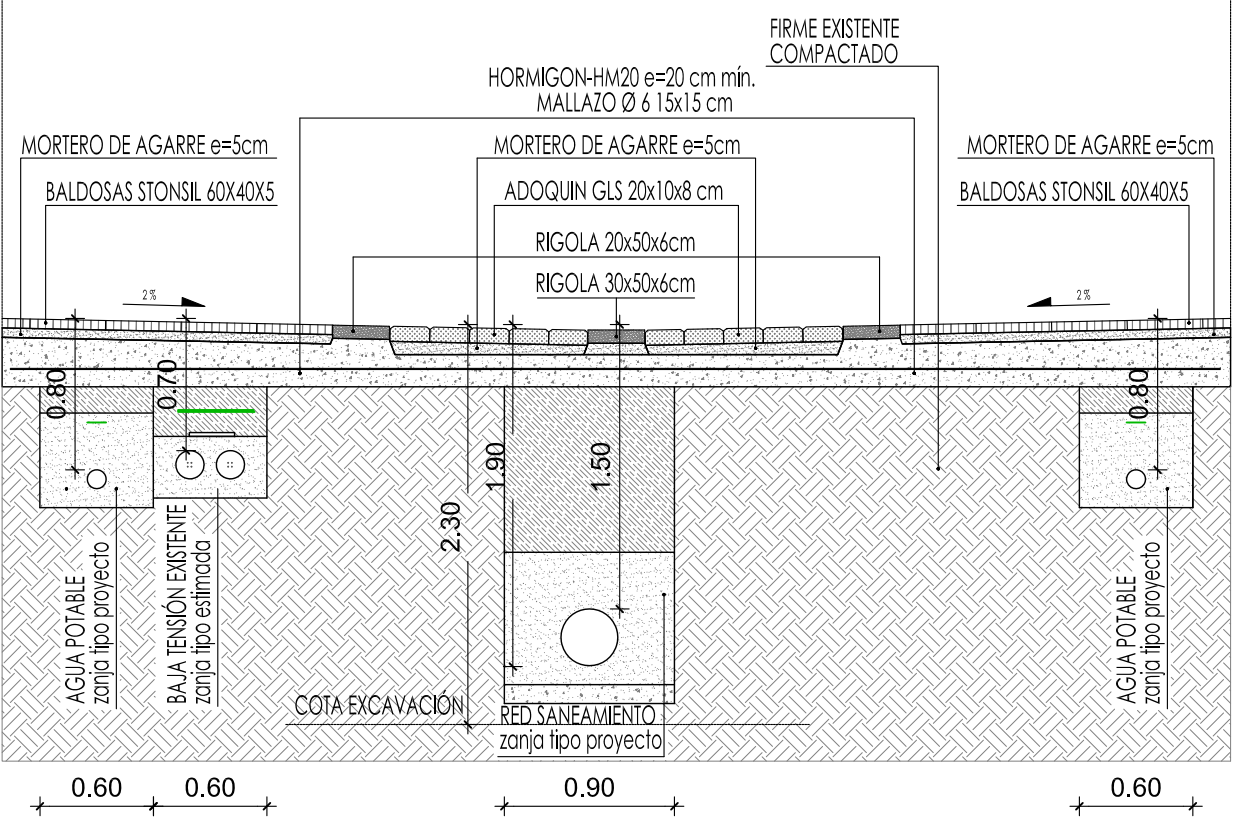 FIRME EXISTENTE
COMPACTADO
HORMIGON-HM20 e=20 cm mín.
MALLAZO Ø 6 15x15 cm
MORTERO DE AGARRE e=5cm
MORTERO DE AGARRE e=5cm
MORTERO DE AGARRE e=5cm
BALDOSAS STONSIL 60X40X5
ADOQUIN GLS 20x10x8 cm
BALDOSAS STONSIL 60X40X5
RIGOLA 20x50x6cm
RIGOLA 30x50x6cm
2%
2%
0.80
0.70
1.90
2.30
1.50
0.80
AGUA POTABLE
zanja tipo proyecto
BAJA TENSIÓN EXISTENTE
zanja tipo estimada
COTA EXCAVACIÓN
RED SANEAMIENTO
zanja tipo proyecto
AGUA POTABLE
zanja tipo proyecto
0.60
0.60
0.90
0.60